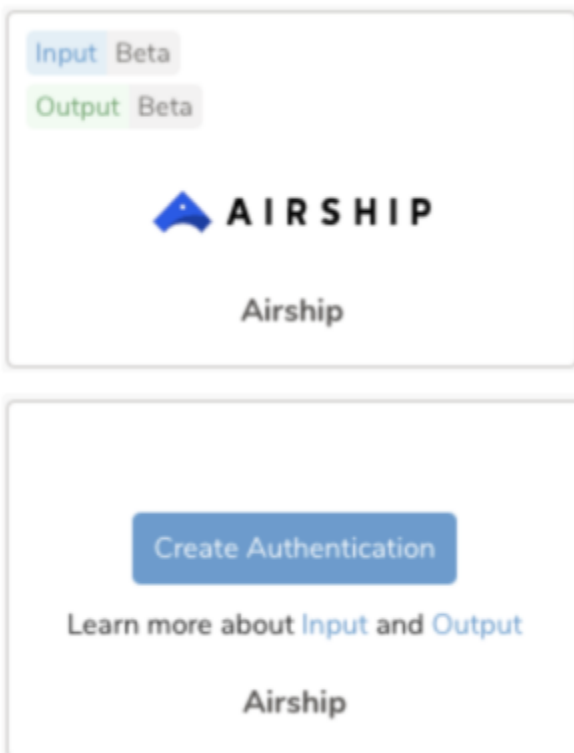 Input Beta
Output Beta
AIRSHIP
Airship
Create Authentication
Learn more about Input and Output
Airship